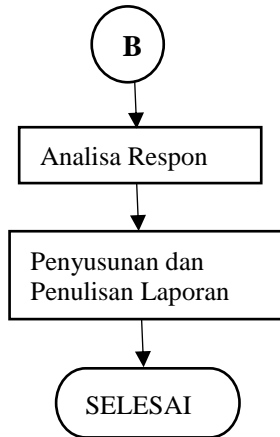 B
Analisa Respon
Penyusunan dan
Penulisan Laporan
SELESAI